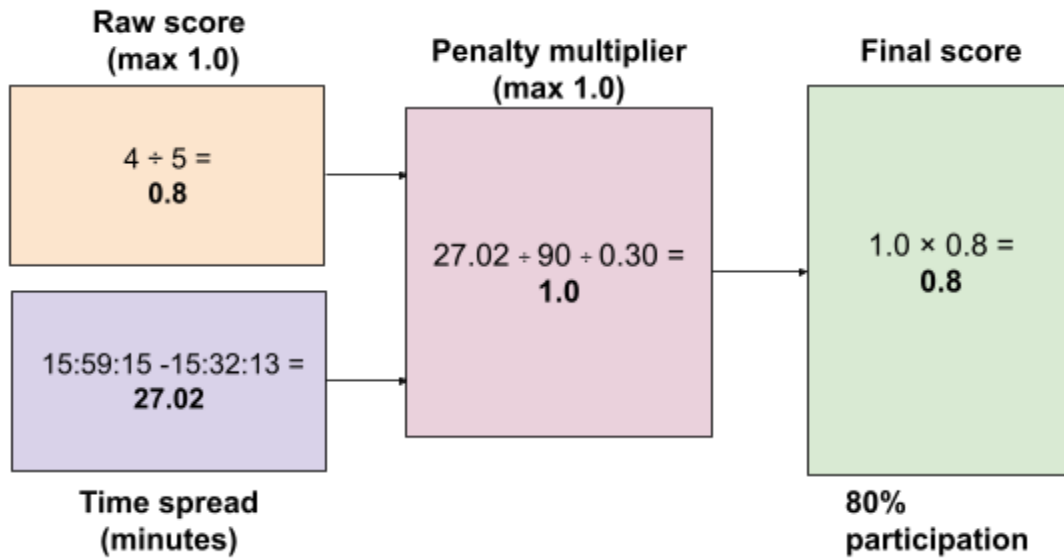 Raw score
(max 1.0)
4 ÷ 5 =
0.8
15:59:15 -15:32:13 =
27.02
Time spread
(minutes)
Penalty multiplier
(max 1.0)
27.02 ÷ 90 ÷ 0.30 =
1.0
Final score
1.0 × 0.8 =
0.8
80%
participation